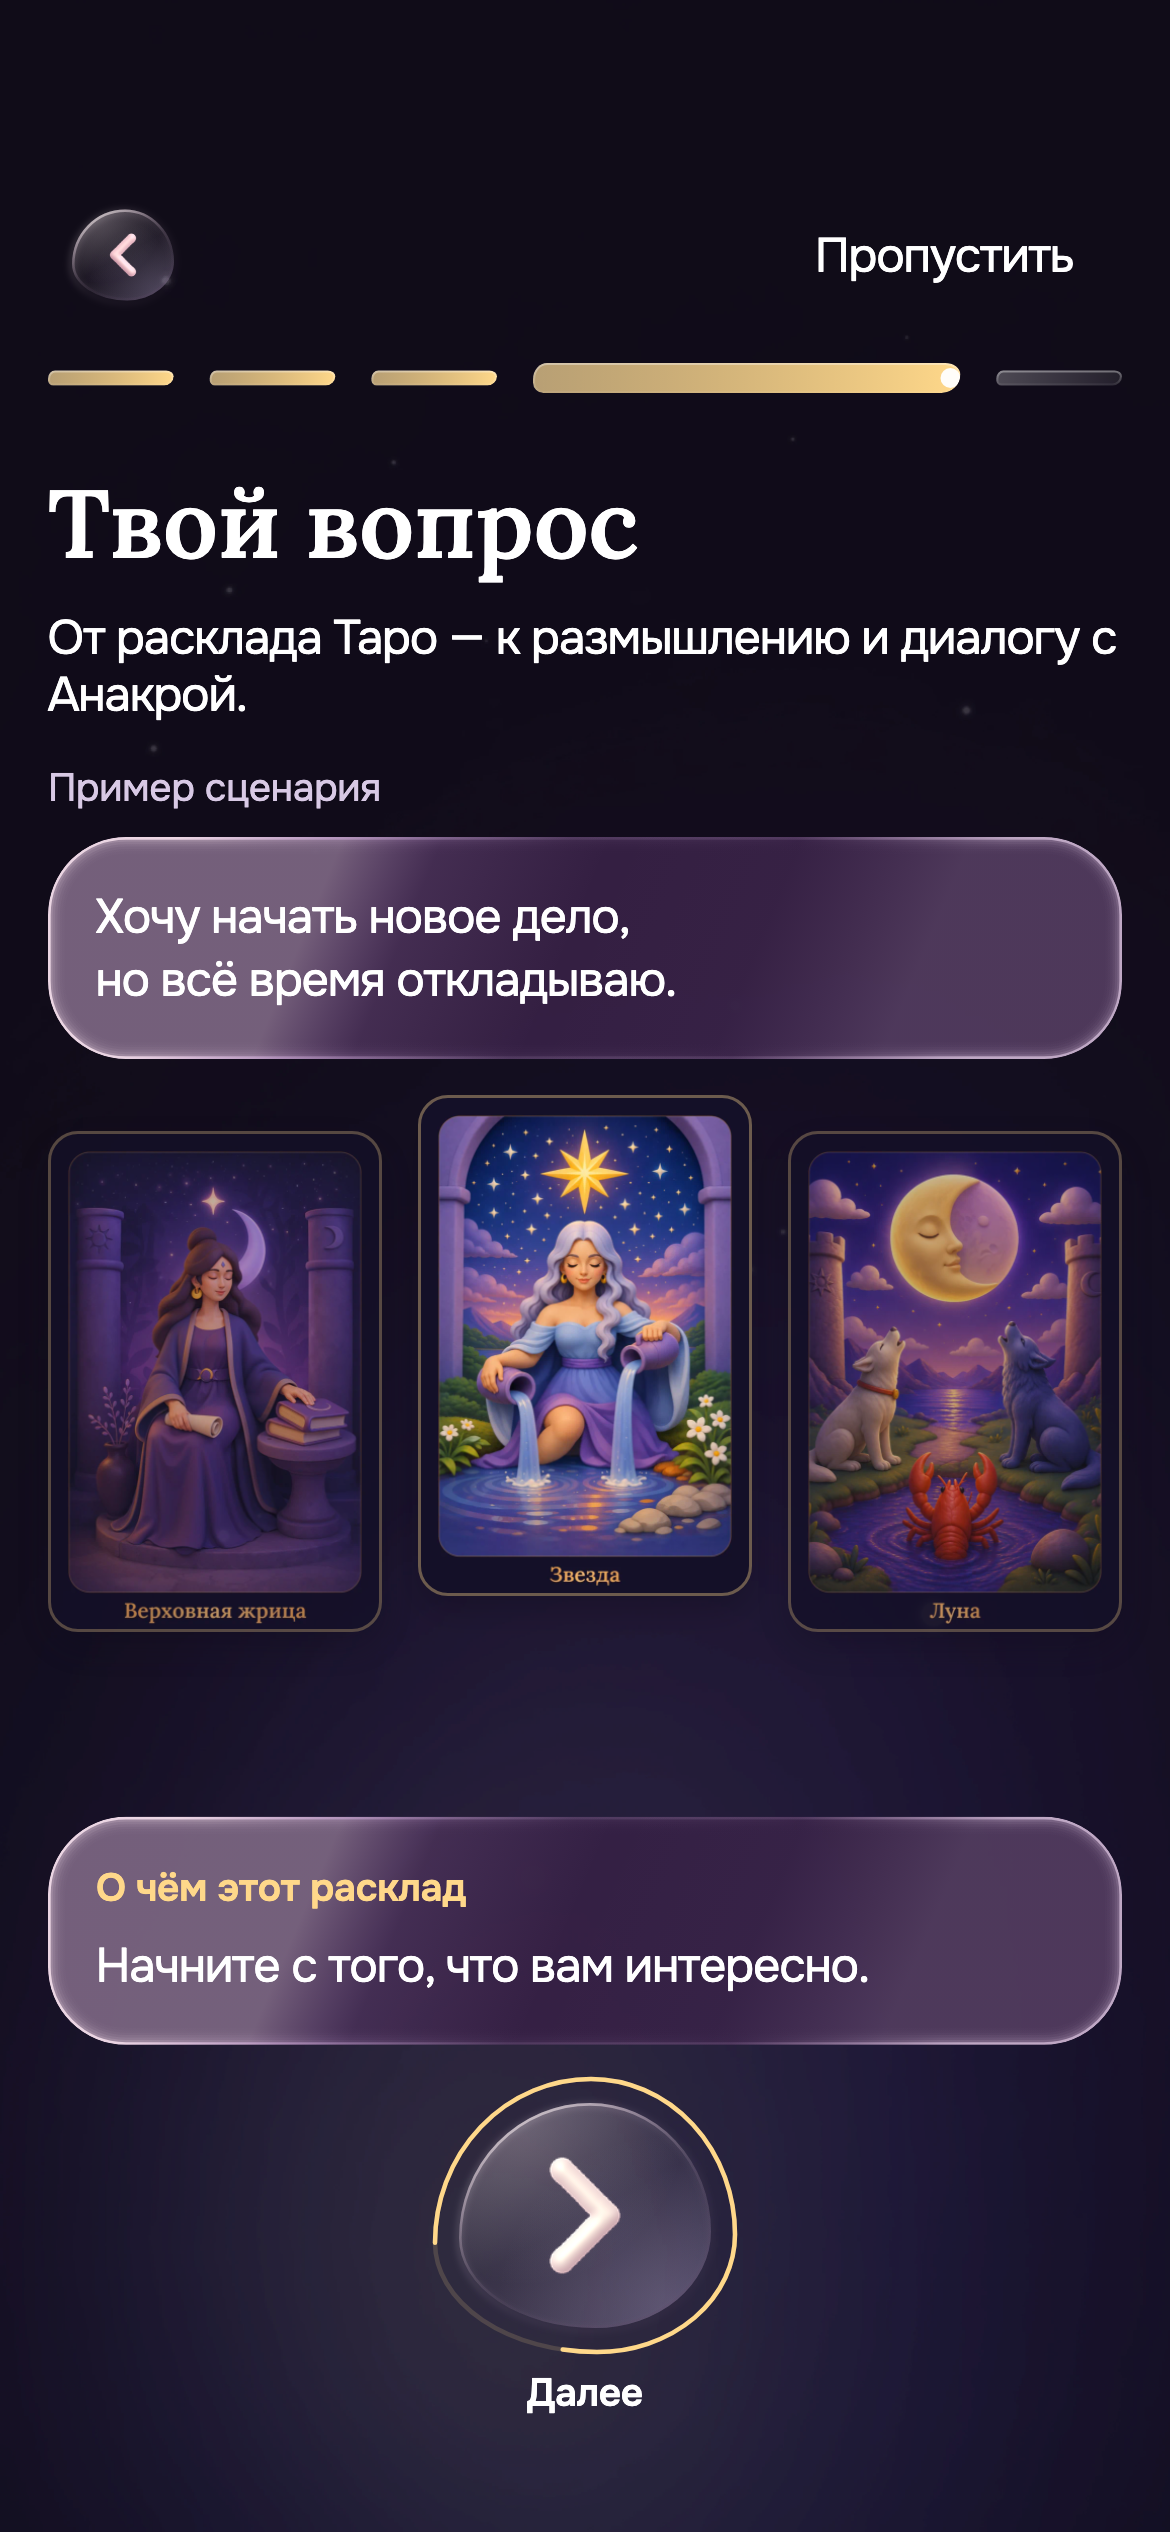 Пропустить
Твой вопрос
От расклада Таро — к размышлению и диалогу с
Анакрой.
Пример сценария
Хочу начать новое дело,
но всё время откладываю.
Верховная жрица
Звезда
Луна
О чём этот расклад
Начните с того, что вам интересно.
Далее